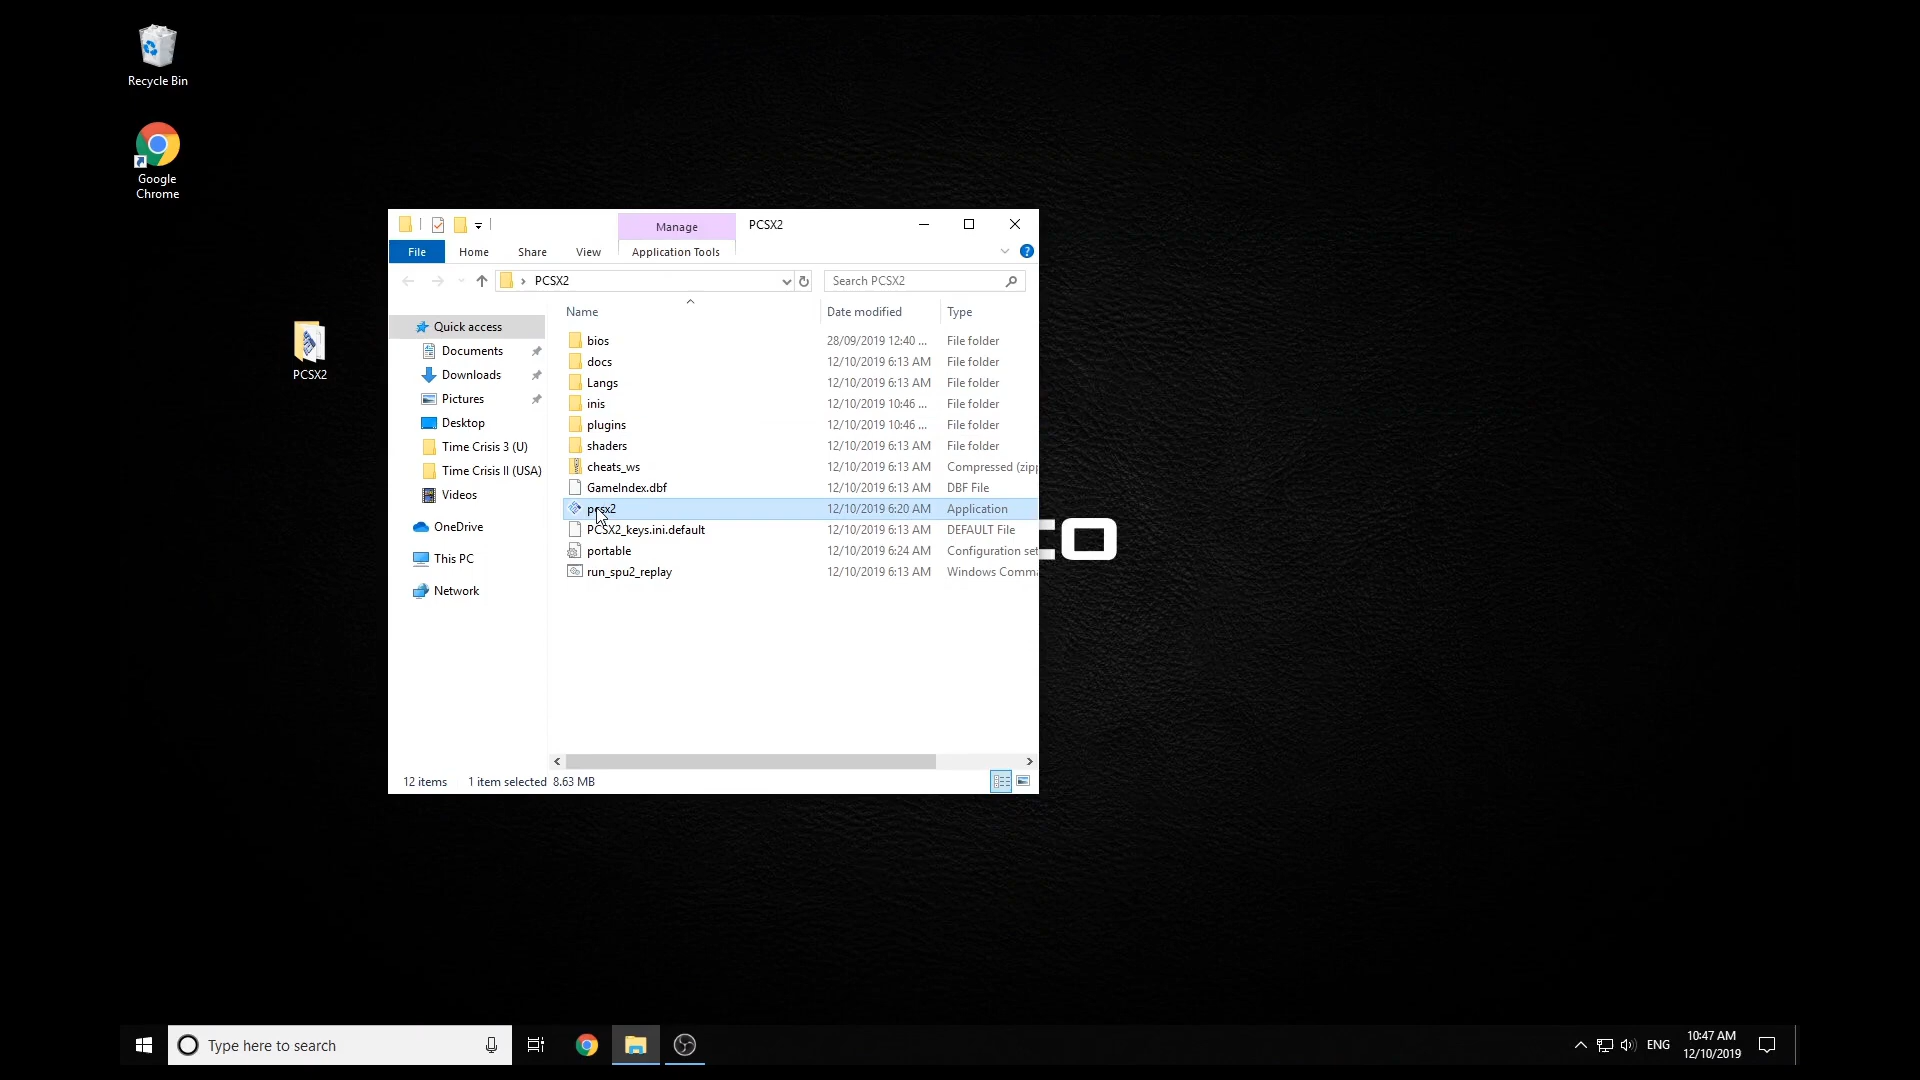 Recycle Bin
Google
Chrome
PCSX2
Manage
PCSX2
File
Home
Share
View
Application Tools
PCSX2
Search PCSX2
Name
Date modified
Type
Quick access
Documents
Downloads
Pictures
Desktop
Time Crisis 3 (U)
Time Crisis II (USA)
Videos
OneDrive
This PC
Network
bios 28/09/2019 12:40 ... File folder
docs 12/10/2019 6:13 AM File folder
Langs 12/10/2019 6:13 AM File folder
inis 12/10/2019 10:46 ... File folder
plugins 12/10/2019 10:46 ... File folder
shaders 12/10/2019 6:13 AM File folder
cheats_ws 12/10/2019 6:13 AM Compressed (zip
GameIndex.dbf 12/10/2019 6:13 AM DBF File
pcsx2 12/10/2019 6:20 AM Application
PCSX2_keys.ini.default 12/10/2019 6:13 AM DEFAULT File
portable 12/10/2019 6:24 AM Configuration set
run_spu2_replay 12/10/2019 6:13 AM Windows Comma
12 items 1 item selected 8.63 MB
Type here to search
ENG
10:47 AM
12/10/2019